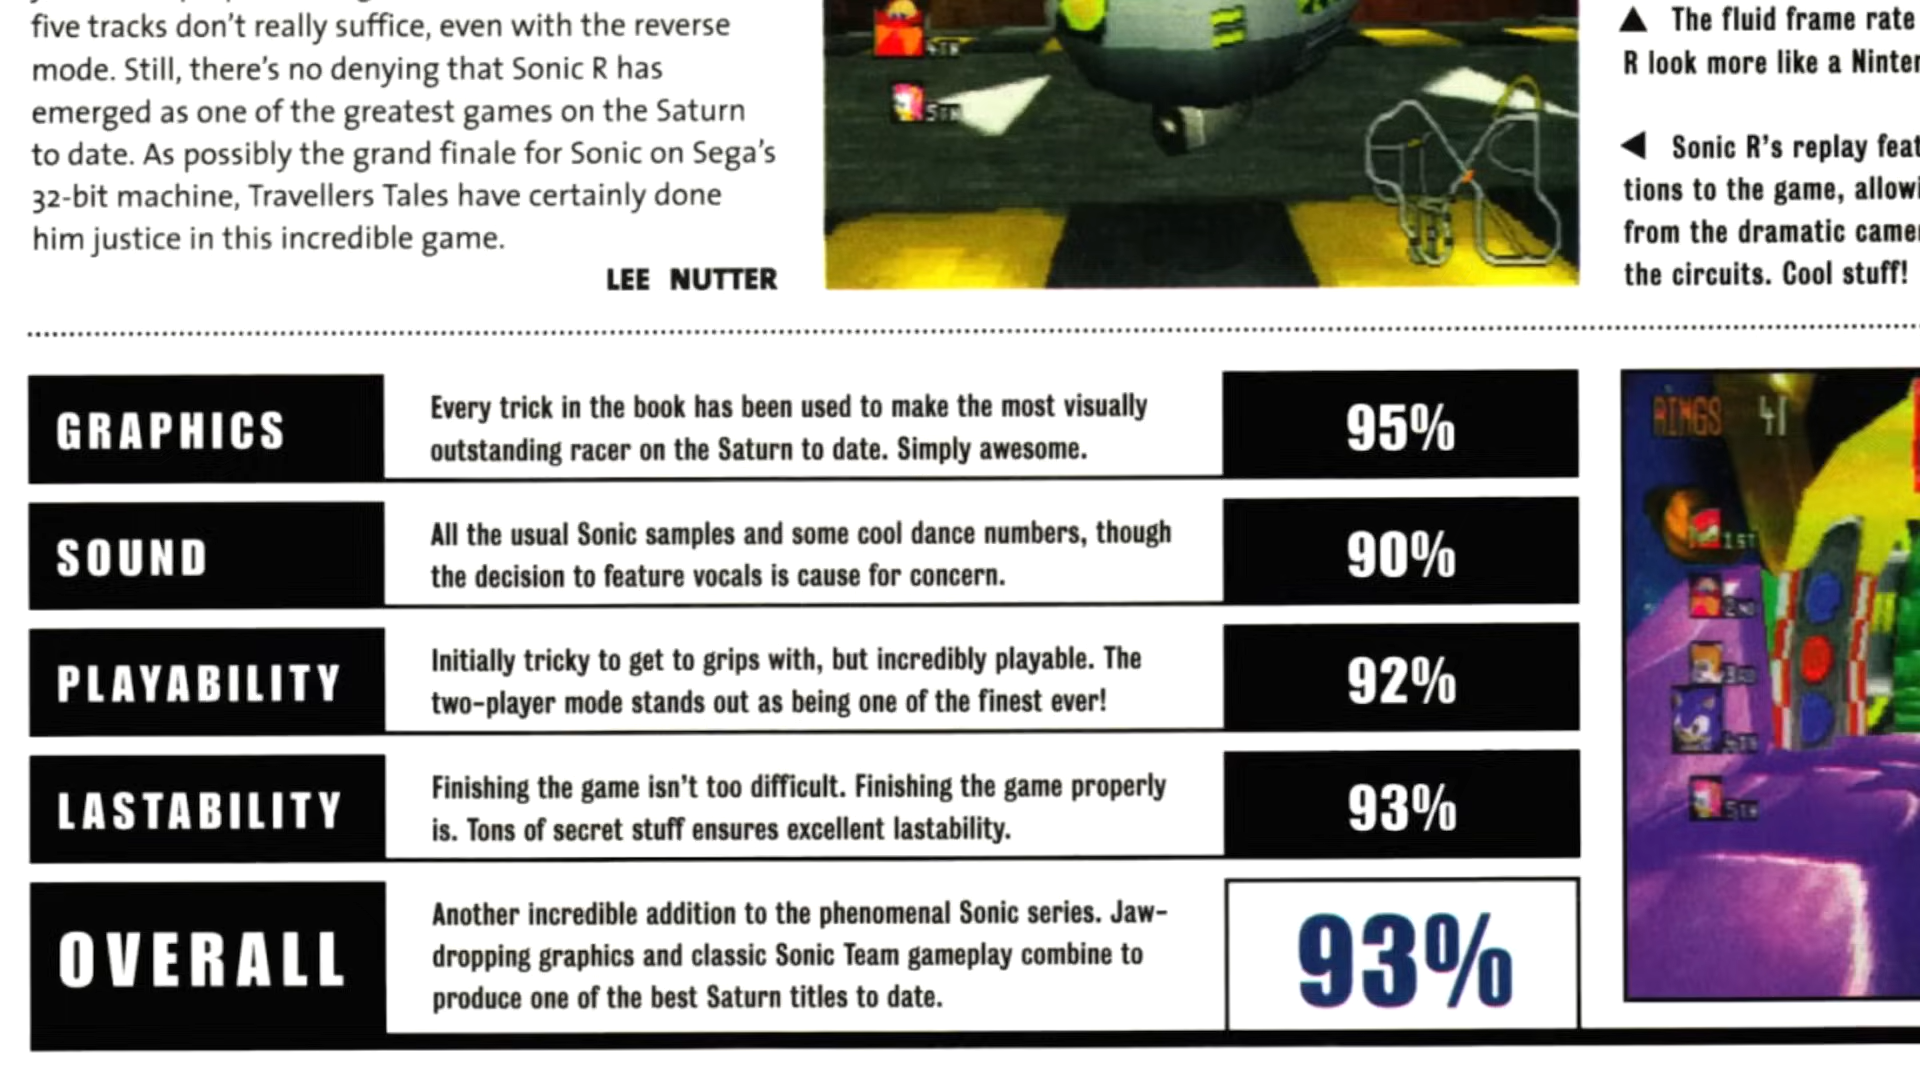 five tracks don't really suffice, even with the reverse
mode. Still, there's no denying that Sonic R has
emerged as one of the greatest games on the Saturn
to date. As possibly the grand finale for Sonic on Sega's
32-bit machine, Travellers Tales have certainly done
him justice in this incredible game.
LEE NUTTER
4TH
5TH
▲ The fluid frame rate
R look more like a
◀ Sonic R's replay
tions to the game,
from the dramatic
the circuits. Cool stuff!
GRAPHICS
Every trick in the book has been used to make the most visually
outstanding racer on the Saturn to date. Simply awesome.
95%
SOUND
All the usual Sonic samples and some cool dance numbers, though
the decision to feature vocals is cause for concern.
90%
PLAYABILITY
Initially tricky to get to grips with, but incredibly playable. The
two-player mode stands out as being one of the finest ever!
92%
LASTABILITY
Finishing the game isn't too difficult. Finishing the game properly
is. Tons of secret stuff ensures excellent lastability.
93%
OVERALL
Another incredible addition to the phenomenal Sonic series. Jaw-
dropping graphics and classic Sonic Team gameplay combine to
produce one of the best Saturn titles to date.
93%
RINGS 41
1ST
2ND
3RD
4TH
5TH